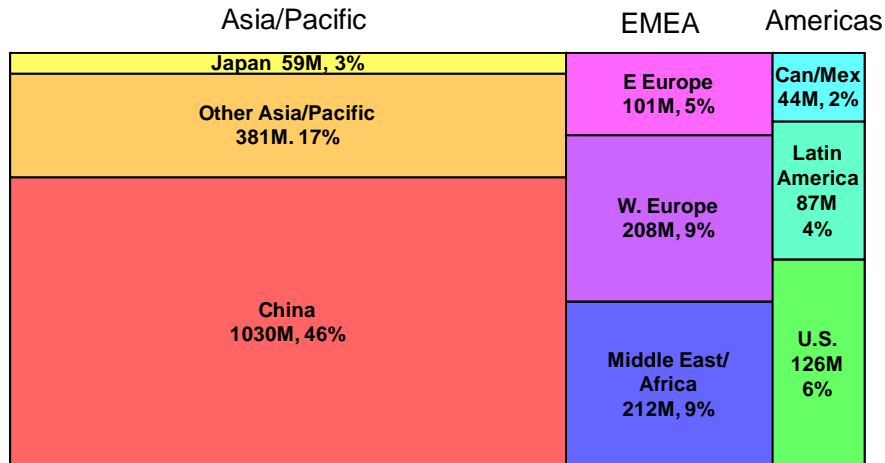 Asia/Pacific
EMEA
Americas
Japan 59M, 3%
Other Asia/Pacific
381M. 17%
China
1030M, 46%
E Europe
101M, 5%
W. Europe
208M, 9%
Middle East/
Africa
212M, 9%
Can/Mex
44M, 2%
Latin
America
87M
4%
U.S.
126M
6%